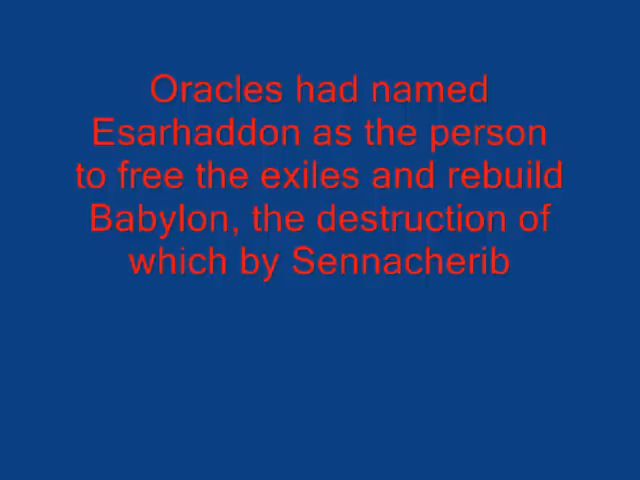 Oracles had named
Esarhaddon as the person
to free the exiles and rebuild
Babylon, the destruction of
which by Sennacherib